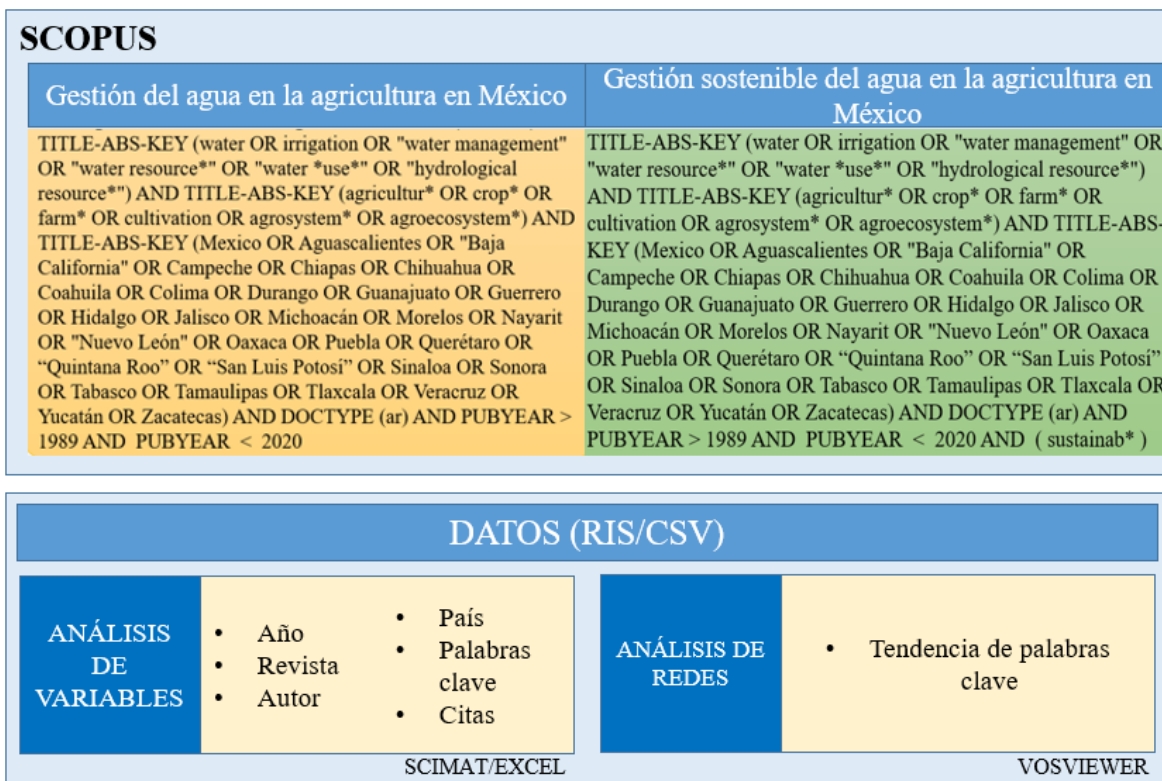 SCOPUS
Gestión del agua en la agricultura en México
TITLE-ABS-KEY (water OR irrigation OR "water management"
OR "water resource*" OR "water *use*" OR "hydrological
resource*") AND TITLE-ABS-KEY (agricultur* OR crop* OR
farm* OR cultivation OR agrosystem* OR agroecosystem*) AND
TITLE-ABS-KEY (Mexico OR Aguascalientes OR "Baja
California" OR Campeche OR Chiapas OR Chihuahua OR
Coahuila OR Colima OR Durango OR Guanajuato OR Guerrero
OR Hidalgo OR Jalisco OR Michoacán OR Morelos OR Nayarit
OR "Nuevo León" OR Oaxaca OR Puebla OR Querétaro OR
“Quintana Roo” OR “San Luis Potosí” OR Sinaloa OR Sonora
OR Tabasco OR Tamaulipas OR Tlaxcala OR Veracruz OR
Yucatán OR Zacatecas) AND DOCTYPE (ar) AND PUBYEAR >
1989 AND PUBYEAR < 2020
Gestión sostenible del agua en la agricultura en
México
TITLE-ABS-KEY (water OR irrigation OR "water management" OR
"water resource*" OR "water *use*" OR "hydrological resource*")
AND TITLE-ABS-KEY (agricultur* OR crop* OR farm* OR
cultivation OR agrosystem* OR agroecosystem*) AND TITLE-ABS-
KEY (Mexico OR Aguascalientes OR "Baja California" OR
Campeche OR Chiapas OR Chihuahua OR Coahuila OR Colima OR
Durango OR Guanajuato OR Guerrero OR Hidalgo OR Jalisco OR
Michoacán OR Morelos OR Nayarit OR "Nuevo León" OR Oaxaca
OR Puebla OR Querétaro OR “Quintana Roo” OR “San Luis Potosí”
OR Sinaloa OR Sonora OR Tabasco OR Tamaulipas OR Tlaxcala OR
Veracruz OR Yucatán OR Zacatecas) AND DOCTYPE (ar) AND
PUBYEAR > 1989 AND PUBYEAR < 2020 AND ( sustainab* )
DATOS (RIS/CSV)
ANÁLISIS
DE
VARIABLES
• Año
• Revista
• Autor
• País
• Palabras
clave
• Citas
SCIMAT/EXCEL
ANÁLISIS DE
REDES
• Tendencia de palabras
clave
VOSVIEWER